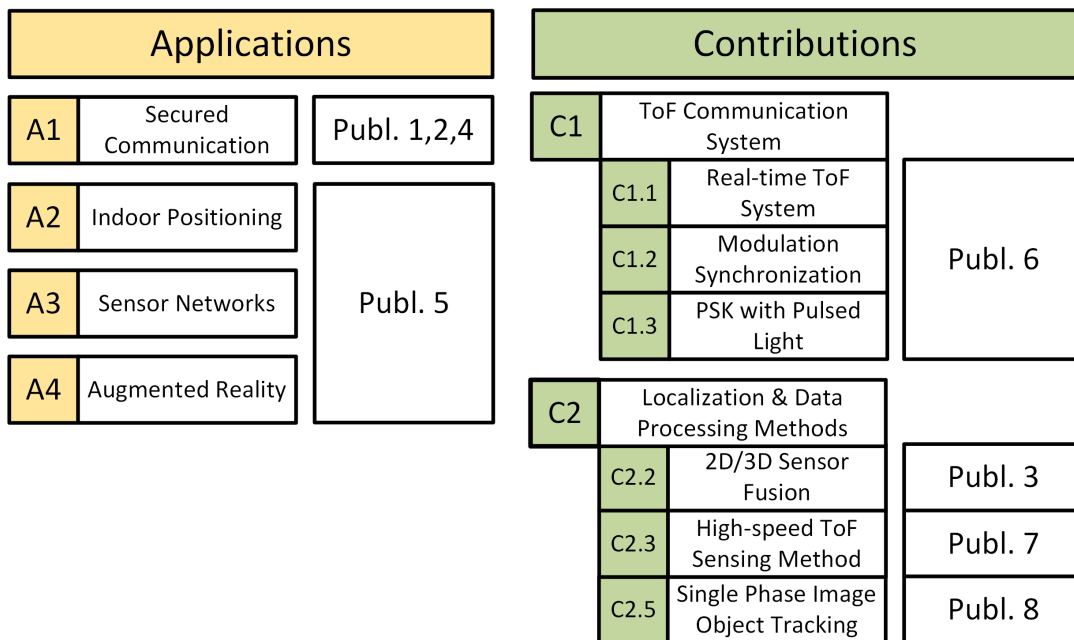 Applications
A1
Secured
Communication
Publ. 1,2,4
A2
Indoor Positioning
A3
Sensor Networks
A4
Augmented Reality
Publ. 5
Contributions
C1
ToF Communication
System
C1.1
Real-time ToF
System
C1.2
Modulation
Synchronization
C1.3
PSK with Pulsed
Light
Publ. 6
C2
Localization & Data
Processing Methods
C2.2
2D/3D Sensor
Fusion
Publ. 3
C2.3
High-speed ToF
Sensing Method
Publ. 7
C2.5
Single Phase Image
Object Tracking
Publ. 8